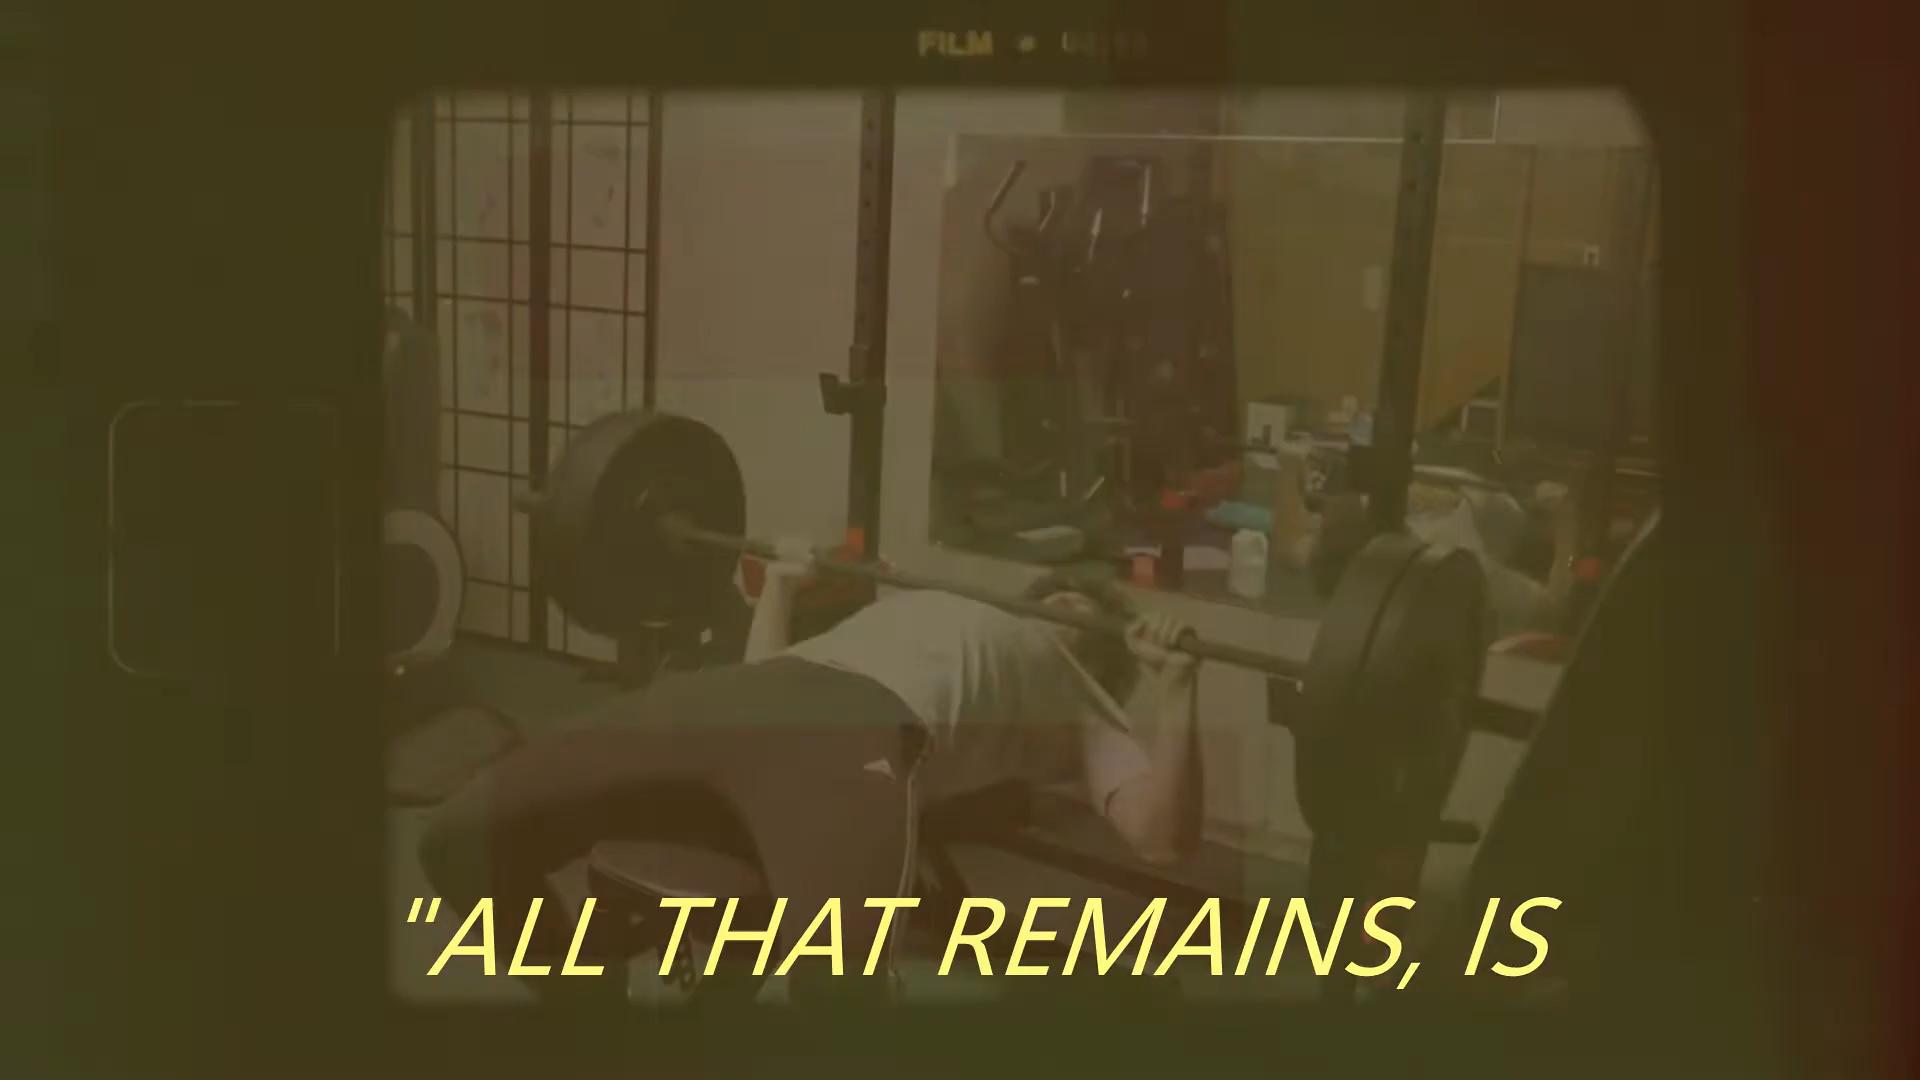 FILM
"ALL THAT REMAINS, IS